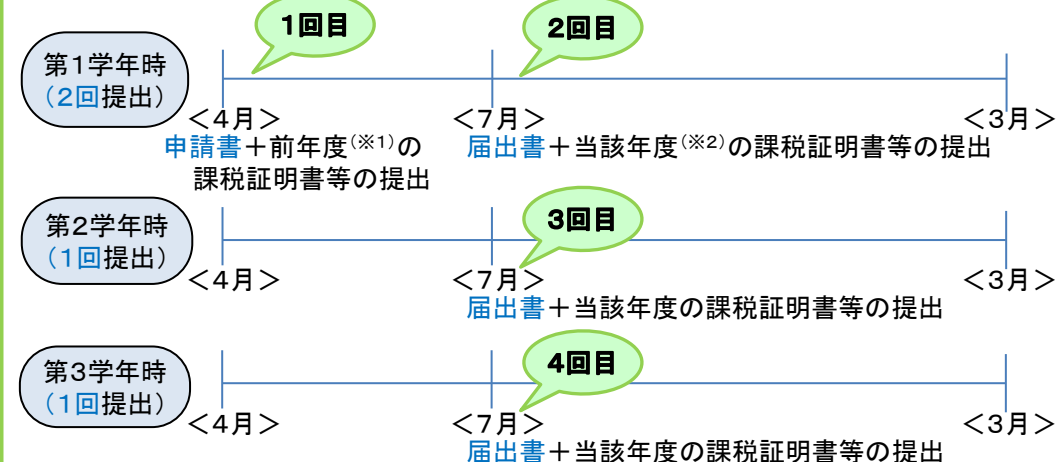 1回目
2回目
第1学年時
(2回提出)
<4月>
<7月>
<3月>
申請書+前年度(※1)の
課税証明書等の提出
届出書+当該年度(※2)の課税証明書等の提出
3回目
第2学年時
(1回提出)
<4月>
<7月>
<3月>
届出書+当該年度の課税証明書等の提出
4回目
第3学年時
(1回提出)
<4月>
<7月>
<3月>
届出書+当該年度の課税証明書等の提出